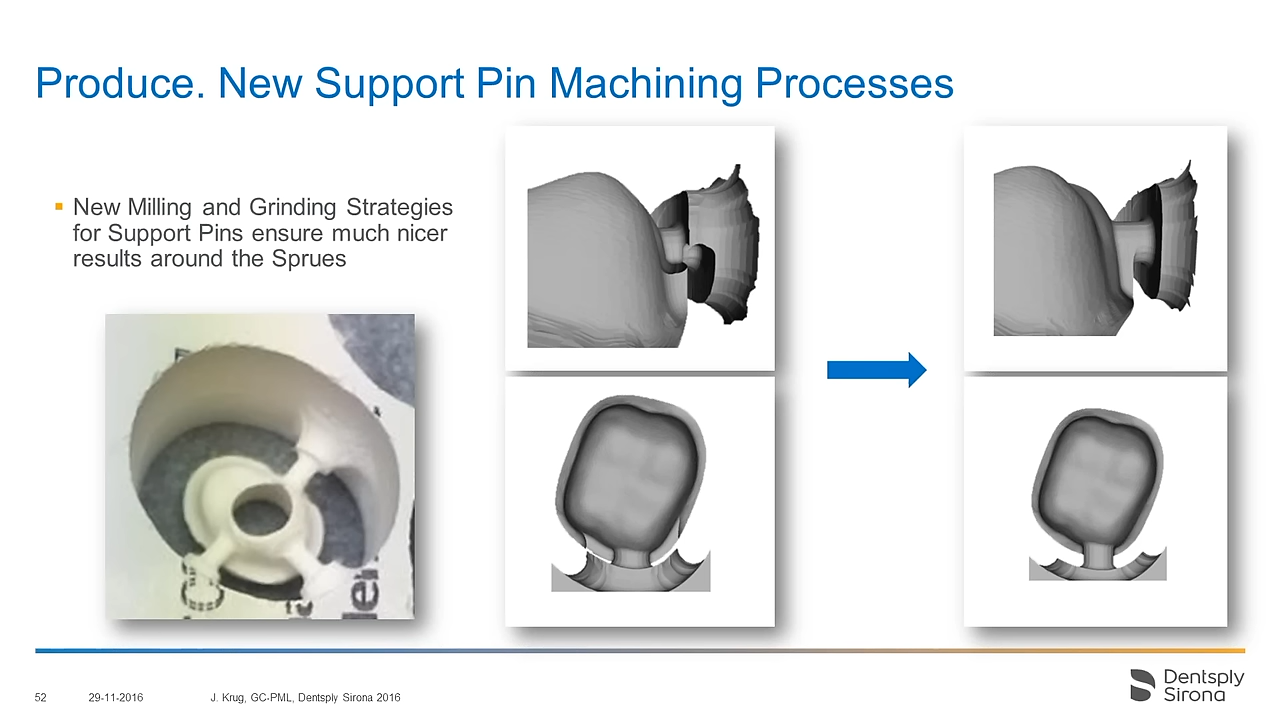 Produce. New Support Pin Machining Processes
▪ New Milling and Grinding Strategies
for Support Pins ensure much nicer
results around the Sprues
52 29-11-2016 J. Krug, GC-PML, Dentsply Sirona 2016
Dentsply
Sirona